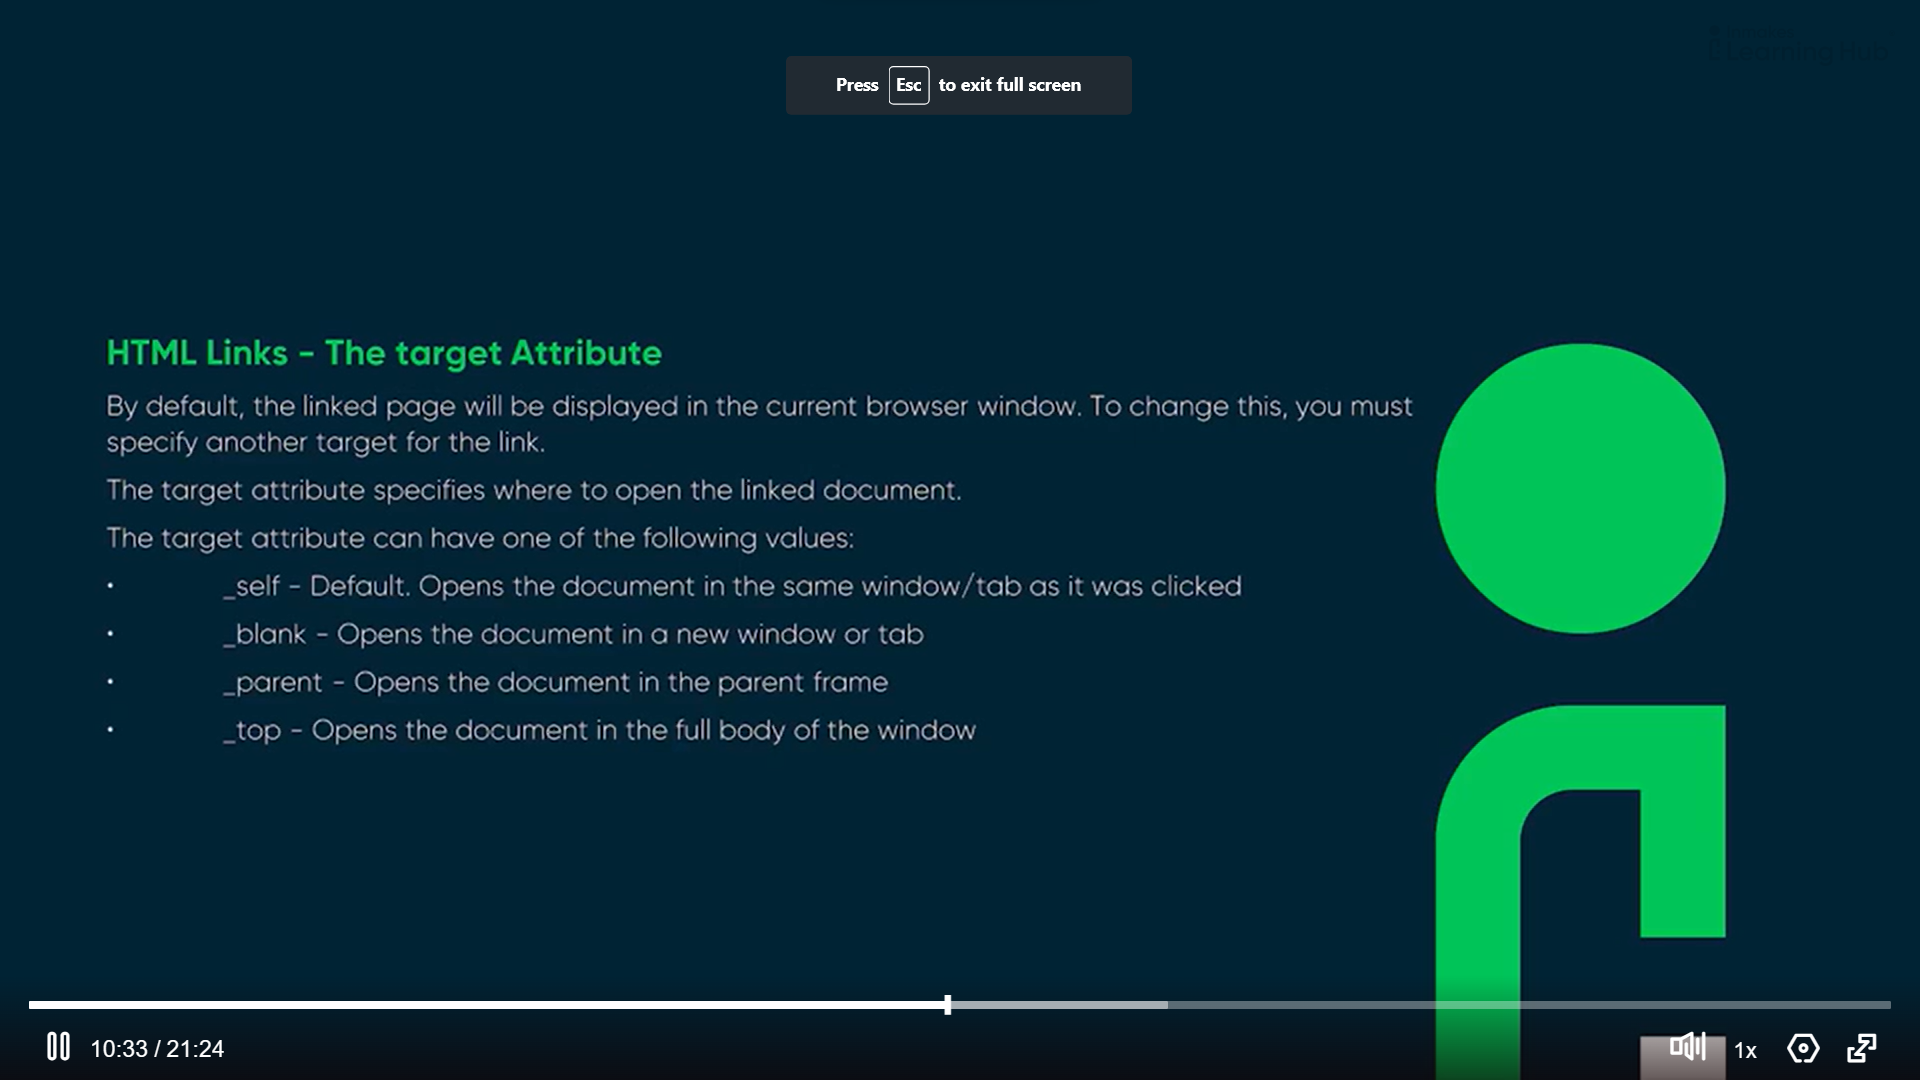 Press Esc to exit full screen
HTML Links - The target Attribute
By default, the linked page will be displayed in the current browser window. To change this, you must
specify another target for the link.
The target attribute specifies where to open the linked document.
The target attribute can have one of the following values:
• _self - Default. Opens the document in the same window/tab as it was clicked
• _blank - Opens the document in a new window or tab
• _parent - Opens the document in the parent frame
• _top - Opens the document in the full body of the window
10:33 / 21:24
1x